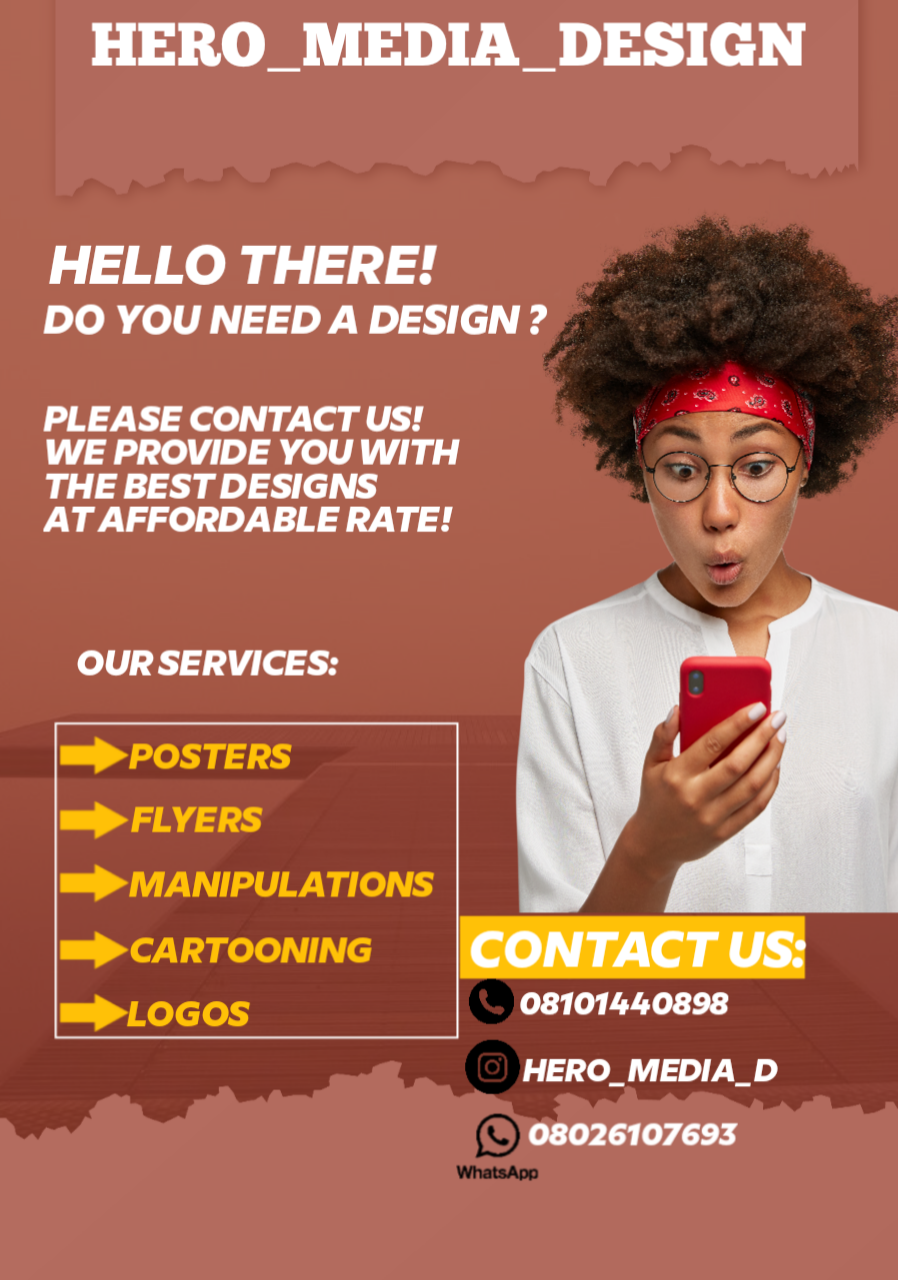 HERO_MEDIA_DESIGN
HELLO THERE!
DO YOU NEED A DESIGN ?
PLEASE CONTACT US!
WE PROVIDE YOU WITH
THE BEST DESIGNS
AT AFFORDABLE RATE!
OUR SERVICES:
POSTERS
FLYERS
MANIPULATIONS
CARTOONING
LOGOS
CONTACT US:
08101440898
HERO_MEDIA_D
08026107693
WhatsApp